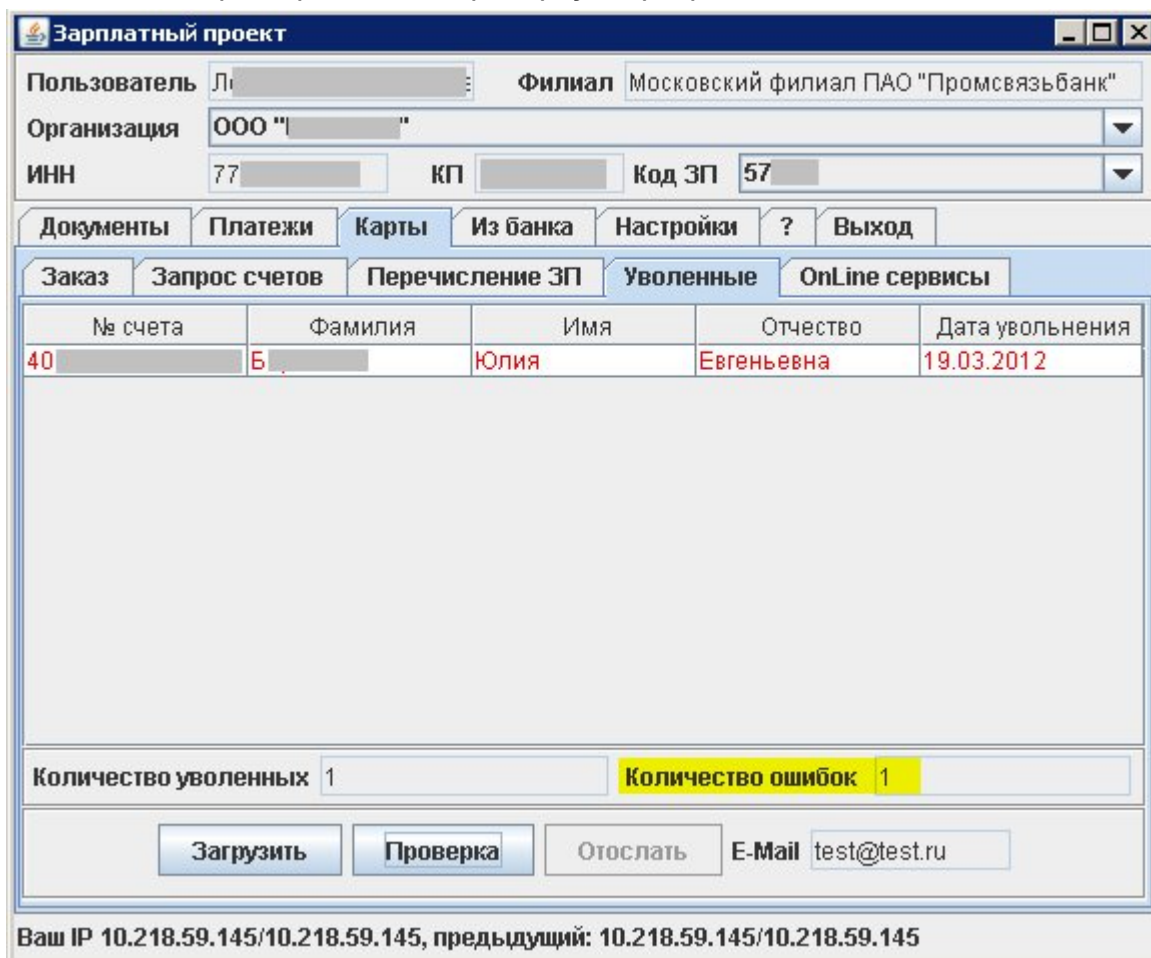 Зарплатный проект
Пользователь Филиал Московский филиал ПАО "Промсвязьбанк"
Организация ООО " "
ИНН 77 КП Код ЗП 57
Документы Платежи Карты Из банка Настройки ? Выход
Заказ Запрос счетов Перечисление ЗП Уволенные OnLine сервисы
№ счета Фамилия Имя Отчество Дата увольнения
40 Б Юлия Евгеньевна 19.03.2012
Количество уволенных 1 Количество ошибок 1
Загрузить Проверка Отослать E-Mail test@test.ru
Ваш IP 10.218.59.145/10.218.59.145, предыдущий: 10.218.59.145/10.218.59.145